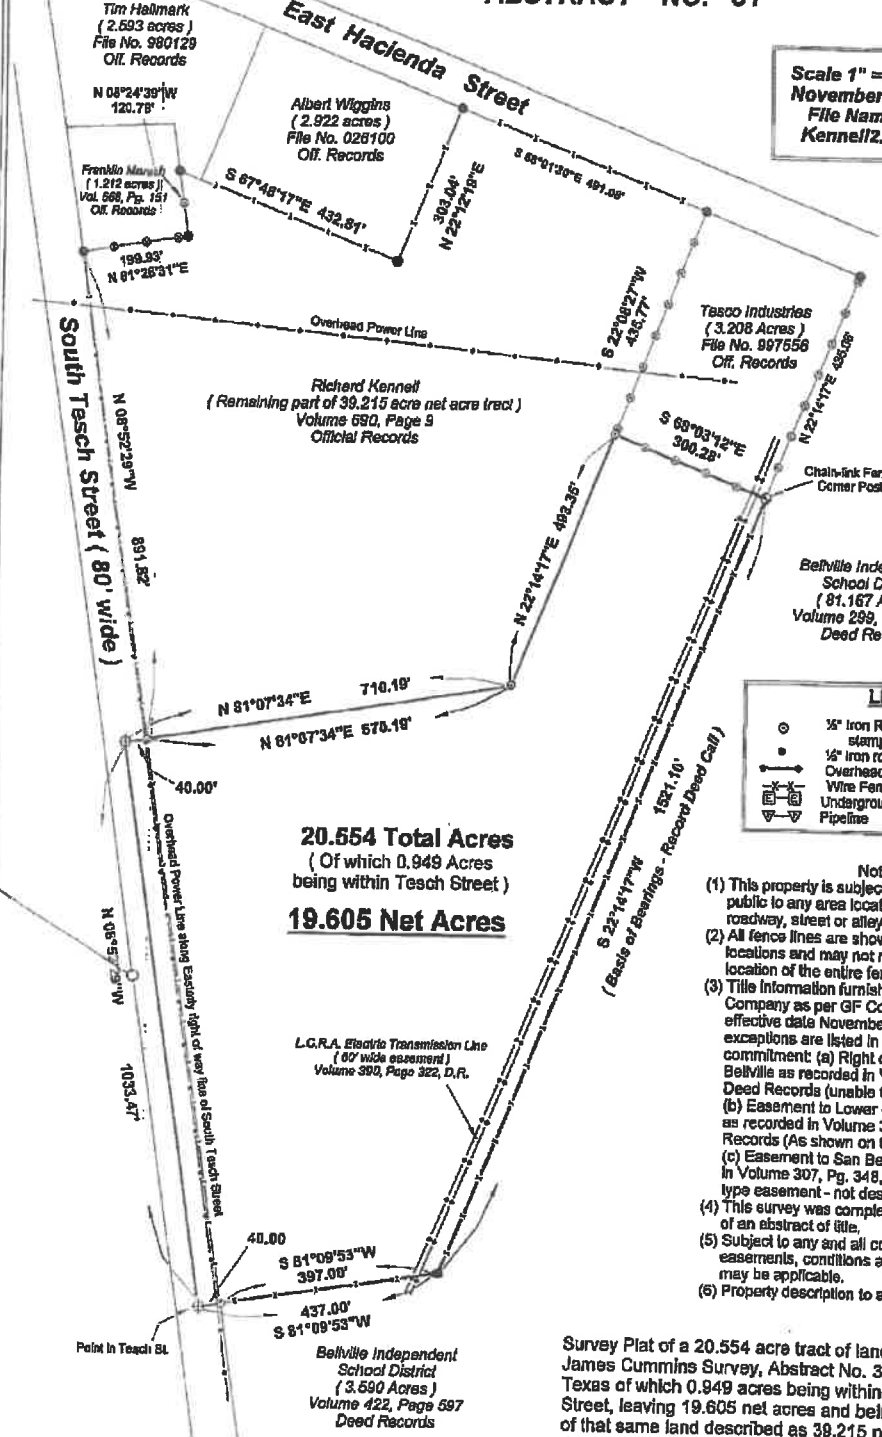 ABSTRACT NO.
Tim Hallmark
( 2.593 acres )
File No. 980129
Off. Records
East Hacienda Street
Scale 1" =
November
File Nam
Kennellz.
N 08°24'39"W
120.78'
Albert Wiggins
( 2.922 acres )
File No. 026100
Off. Records
Franklin
( 1.212 acres )
Vol. 568, Pg. 151
Off. Records
S 67°48'17"E 432.81'
303.04'
N 22°12'19"E
491.08'
199.93'
N 81°26'31"E
S 22°08'27"W
435.77'
Tesco Industries
( 3.208 Acres )
File No. 997556
Off. Records
N 22°14'17"E 435.08'
Overhead Power Line
Richard Kennell
( Remaining part of 39.215 acre net acre tract )
Volume 690, Page 9
Official Records
S 68°03'12"E
300.28'
Chain-link Fen
Corner Post
South Tesch Street ( 80' wide )
N 08°52'29"W
891.82'
N 22°14'17"E 493.35'
Bellville Inde
School D
( 81.167 A
Volume 299,
Deed Re
N 81°07'34"E 710.19'
N 81°07'34"E 670.19'
40.00'
L
½" Iron R
stamp
½" Iron ro
Overhead
Wire Fen
Undergrou
Pipeline
20.554 Total Acres
( Of which 0.949 Acres
being within Tesch Street )
19.605 Net Acres
S 22°14'17"W 1521.10'
( Basis of Bearings - Record Deed Call )
Overhead Power Line along Easterly right of way line of South Tesch Street
1033.47'
L.C.R.A. Electric Transmission Line
( 60' wide easement )
Volume 390, Page 322, D.R.
Not
(1) This property is subjec
public to any area locat
roadway, street or alley
(2) All fence lines are show
locations and may not r
location of the entire fen
(3) Title information furnish
Company as per GF Co
effective date November
exceptions are listed in
commitment: (a) Right o
Bellville as recorded in V
Deed Records (unable t
(b) Easement to Lower
as recorded in Volume 3
Records (As shown on t
(c) Easement to San Be
in Volume 307, Pg. 348,
type easement - not des
(4) This survey was comple
of an abstract of title.
(5) Subject to any and all co
easements, conditions a
may be applicable.
(6) Property description to a
40.00
S 81°09'53"W
397.00'
437.00'
S 81°09'53"W
Point in Tesch St.
Bellville Independent
School District
( 3.590 Acres )
Volume 422, Page 597
Deed Records
Survey Plat of a 20.554 acre tract of land
James Cummins Survey, Abstract No. 3
Texas of which 0.949 acres being within
Street, leaving 19.605 net acres and bei
of that same land described as 39.215 n